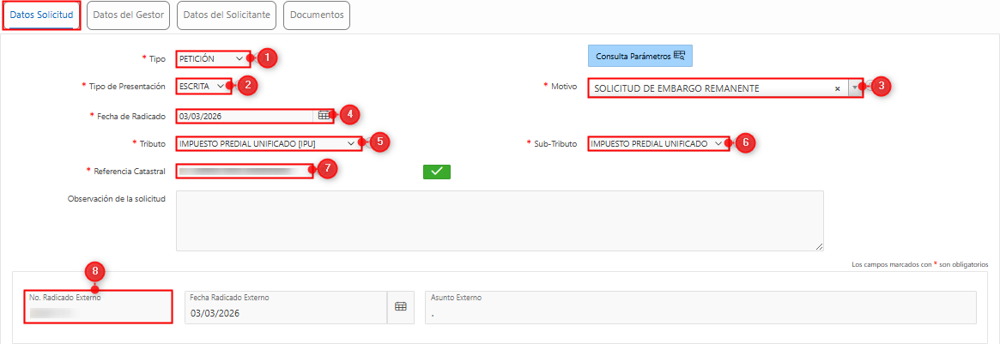 Datos Solicitud Datos del Gestor Datos del Solicitante Documentos
* Tipo PETICIÓN 1 Consulta Parámetros
* Tipo de Presentación ESCRITA 2 * Motivo SOLICITUD DE EMBARGO REMANENTE × 3
* Fecha de Radicado 03/03/2026 4
* Tributo IMPUESTO PREDIAL UNIFICADO [IPU] 5 * Sub-Tributo IMPUESTO PREDIAL UNIFICADO 6
* Referencia Catastral 7
Observación de la solicitud
Los campos marcados con * son obligatorios
8
No. Radicado Externo Fecha Radicado Externo Asunto Externo
03/03/2026 .